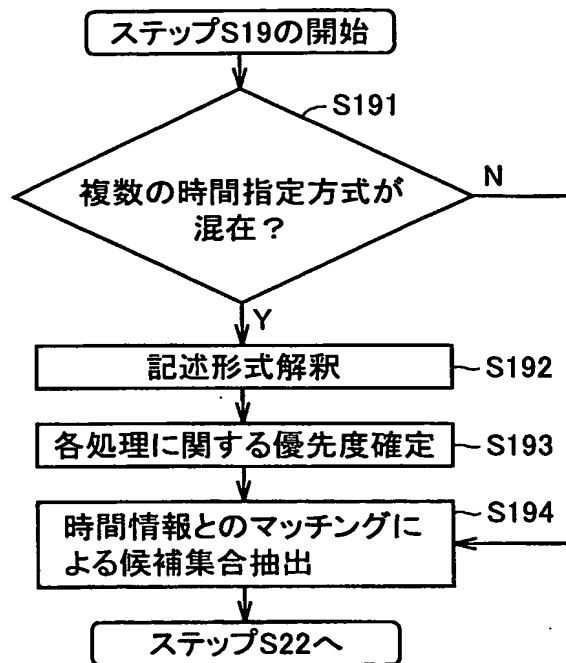 ステップS19の開始
S191
複数の時間指定方式が
混在？
N
Y
記述形式解釈
S192
各処理に関する優先度確定
S193
時間情報とのマッチングに
よる候補集合抽出
S194
ステップS22へ